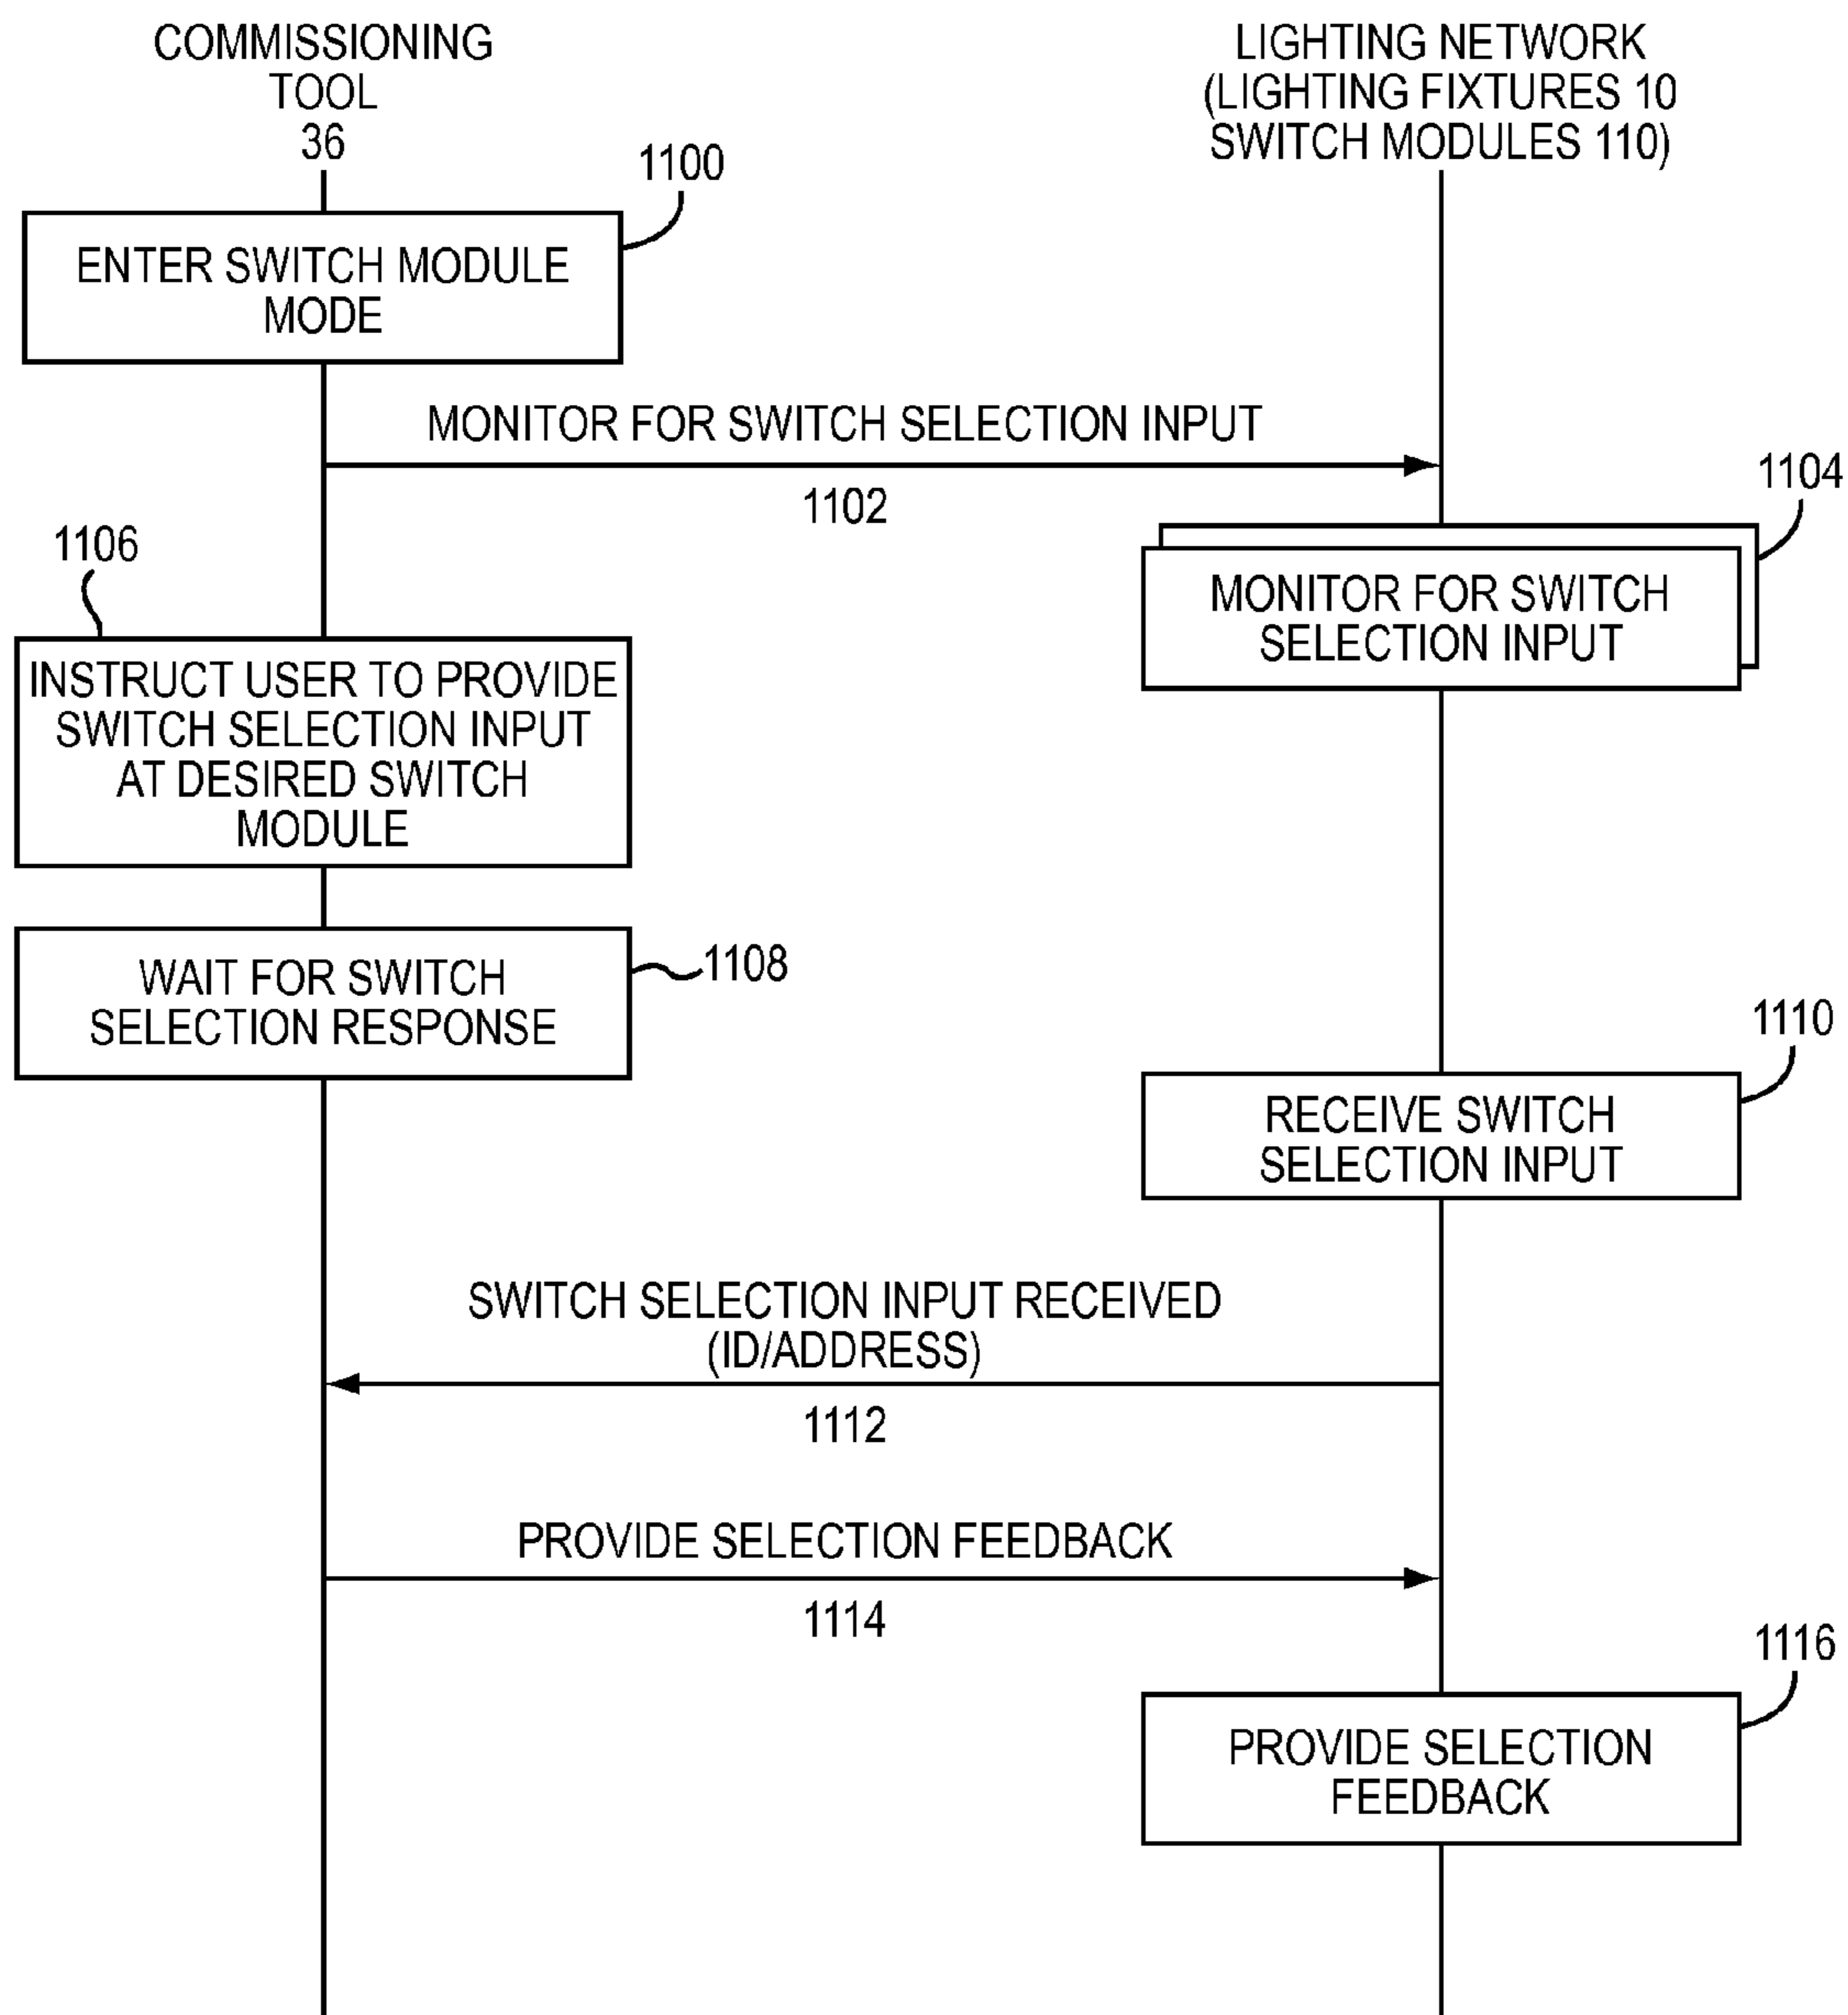 COMMISSIONING
TOOL
36
LIGHTING NETWORK
(LIGHTING FIXTURES 10
SWITCH MODULES 110)
1100
ENTER SWITCH MODULE
MODE
MONITOR FOR SWITCH SELECTION INPUT
1102
1104
MONITOR FOR SWITCH
SELECTION INPUT
1106
INSTRUCT USER TO PROVIDE
SWITCH SELECTION INPUT
AT DESIRED SWITCH
MODULE
WAIT FOR SWITCH
SELECTION RESPONSE
1108
1110
RECEIVE SWITCH
SELECTION INPUT
SWITCH SELECTION INPUT RECEIVED
(ID/ADDRESS)
1112
PROVIDE SELECTION FEEDBACK
1114
1116
PROVIDE SELECTION
FEEDBACK